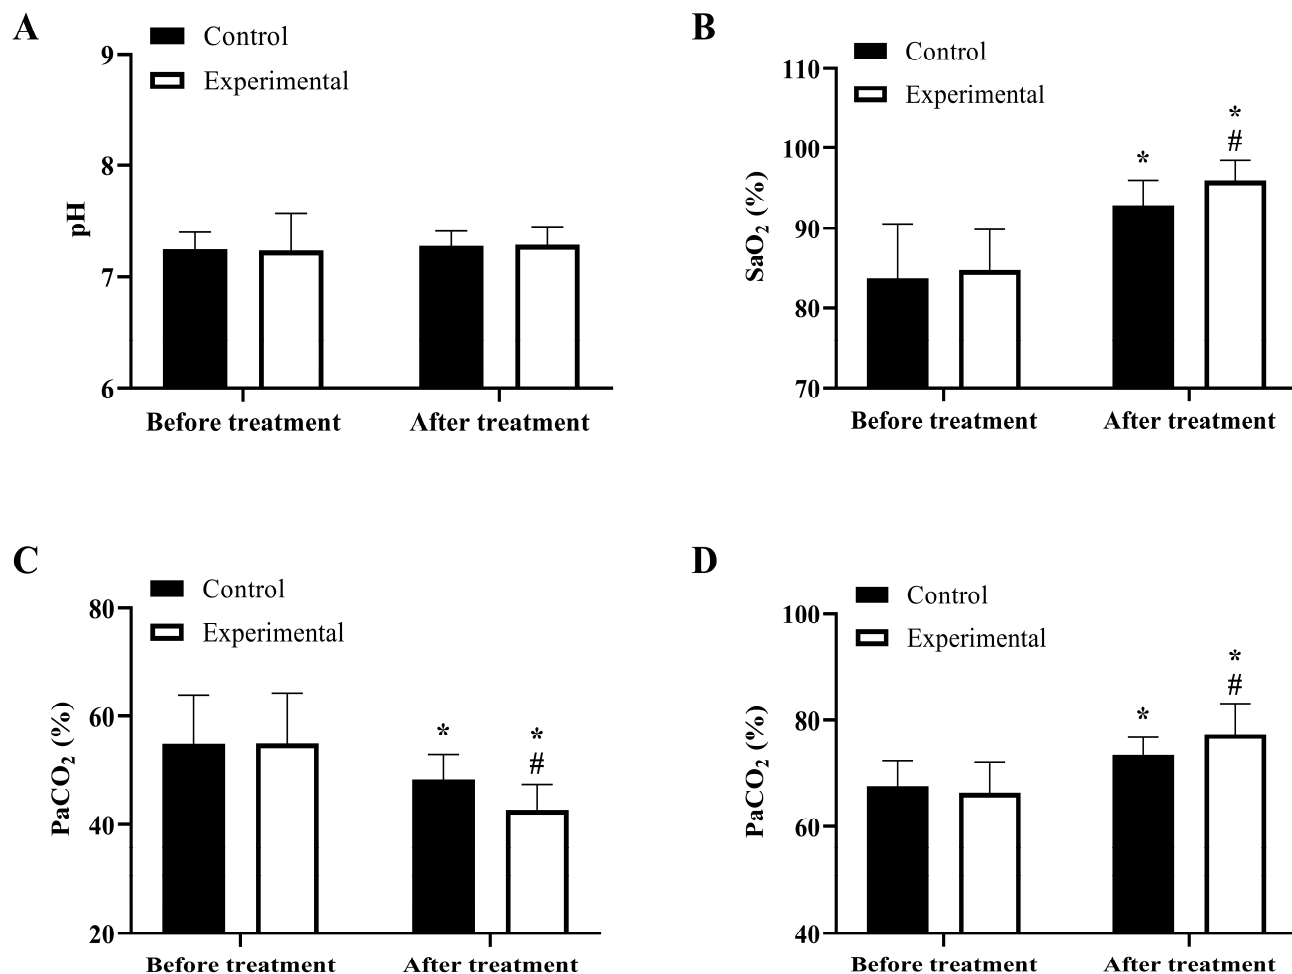 A
Control
Experimental
9
8
7
6
pH
Before treatment
After treatment
B
Control
Experimental
110
100
90
80
70
SaO₂ (%)
*
*
#
Before treatment
After treatment
C
Control
Experimental
80
60
40
20
PaCO₂ (%)
*
*
#
Before treatment
After treatment
D
Control
Experimental
100
80
60
40
PaCO₂ (%)
*
*
#
Before treatment
After treatment